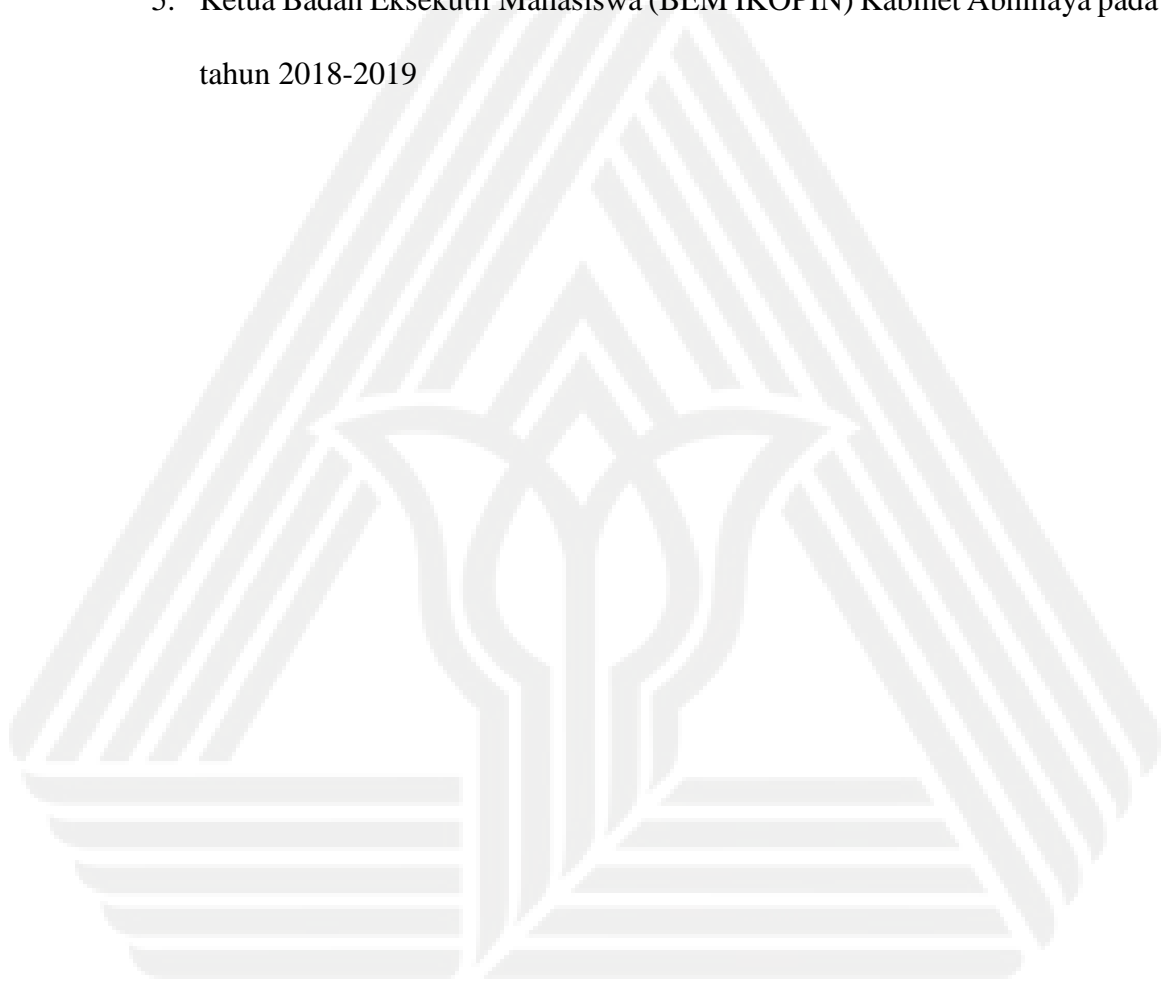 5. Ketua Badan Eksekutif Mahasiswa (BEM IKOPIN) Kabinet Abhinaya pada
tahun 2018-2019